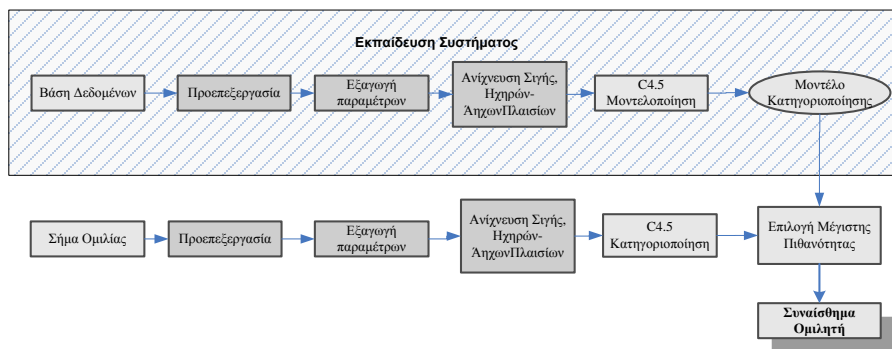 Εκπαίδευση Συστήματος
Βάση Δεδομένων
Προεπεξεργασία
Εξαγωγή
παραμέτρων
Ανίχνευση Σιγής,
Ηχηρών-
ΆηχωνΠλαισίων
C4.5
Μοντελοποίηση
Μοντέλο
Κατηγοριοποίησης
Σήμα Ομιλίας
Προεπεξεργασία
Εξαγωγή
παραμέτρων
Ανίχνευση Σιγής,
Ηχηρών-
ΆηχωνΠλαισίων
C4.5
Κατηγοριοποίηση
Επιλογή Μέγιστης
Πιθανότητας
Συναίσθημα
Ομιλητή